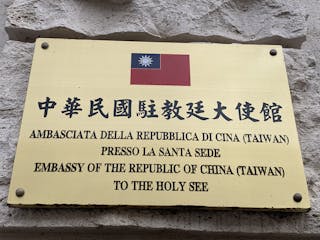 中華民國駐教廷大使館
AMBASCIATA DELLA REPUBBLICA DI CINA (TAIWAN)
PRESSO LA SANTA SEDE
EMBASSY OF THE REPUBLIC OF CHINA (TAIWAN)
TO THE HOLY SEE